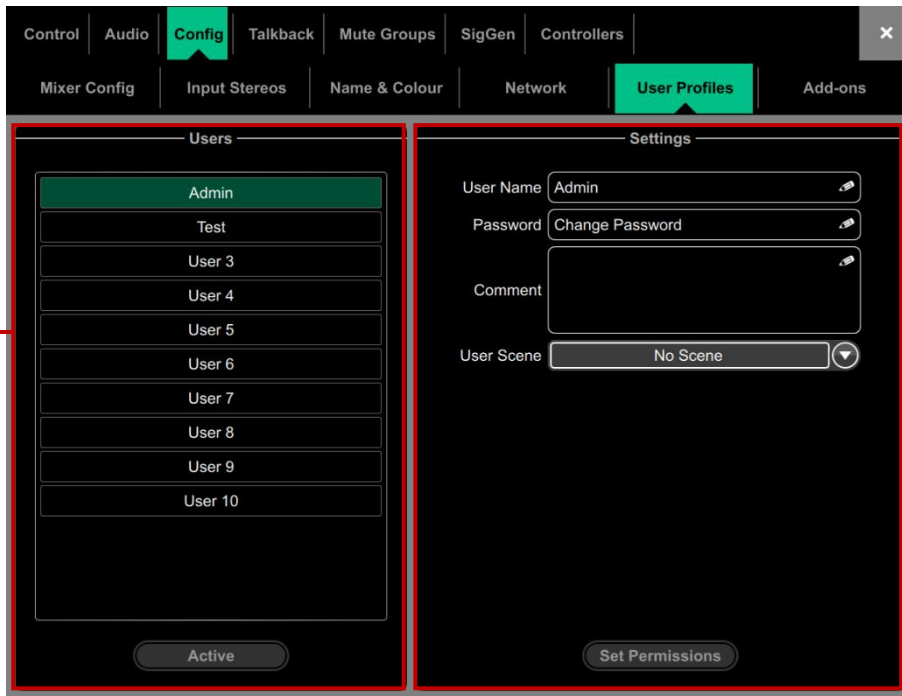 Control Audio Config Talkback Mute Groups SigGen Controllers ×
Mixer Config Input Stereos Name & Colour Network User Profiles Add-ons
Users
Admin
Test
User 3
User 4
User 5
User 6
User 7
User 8
User 9
User 10
Active
Settings
User Name Admin
Password Change Password
Comment
User Scene No Scene
Set Permissions